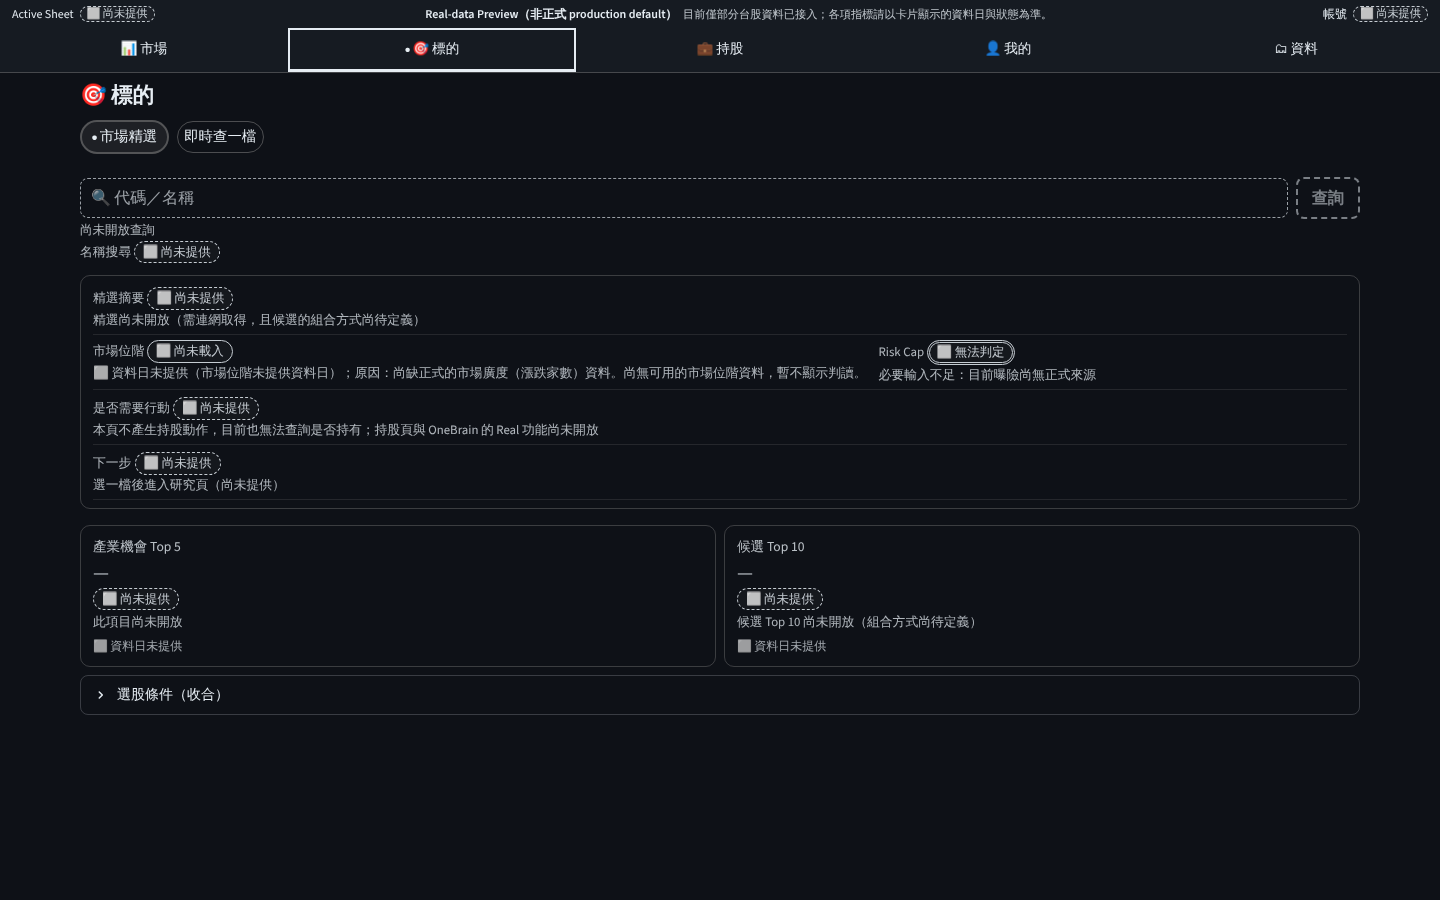 Active Sheet ⬜ 尚未提供
Real-data Preview（非正式 production default） 目前僅部分台股資料已接入；各項指標請以卡片顯示的資料日與狀態為準。
帳號 ⬜ 尚未提供
📊 市場
● 🎯 標的
💼 持股
👤 我的
🗂 資料
🎯 標的
● 市場精選
即時查一檔
🔍 代碼／名稱
查詢
尚未開放查詢
名稱搜尋 ⬜ 尚未提供
精選摘要 ⬜ 尚未提供
精選尚未開放（需連網取得，且候選的組合方式尚待定義）
市場位階 ⬜ 尚未載入
⬜ 資料日未提供（市場位階未提供資料日）；原因：尚缺正式的市場廣度（漲跌家數）資料。尚無可用的市場位階資料，暫不顯示判讀。
Risk Cap ⬜ 無法判定
必要輸入不足：目前曝險尚無正式來源
是否需要行動 ⬜ 尚未提供
本頁不產生持股動作，目前也無法查詢是否持有；持股頁與 OneBrain 的 Real 功能尚未開放
下一步 ⬜ 尚未提供
選一檔後進入研究頁（尚未提供）
產業機會 Top 5
—
⬜ 尚未提供
此項目尚未開放
⬜ 資料日未提供
候選 Top 10
—
⬜ 尚未提供
候選 Top 10 尚未開放（組合方式尚待定義）
⬜ 資料日未提供
選股條件（收合）